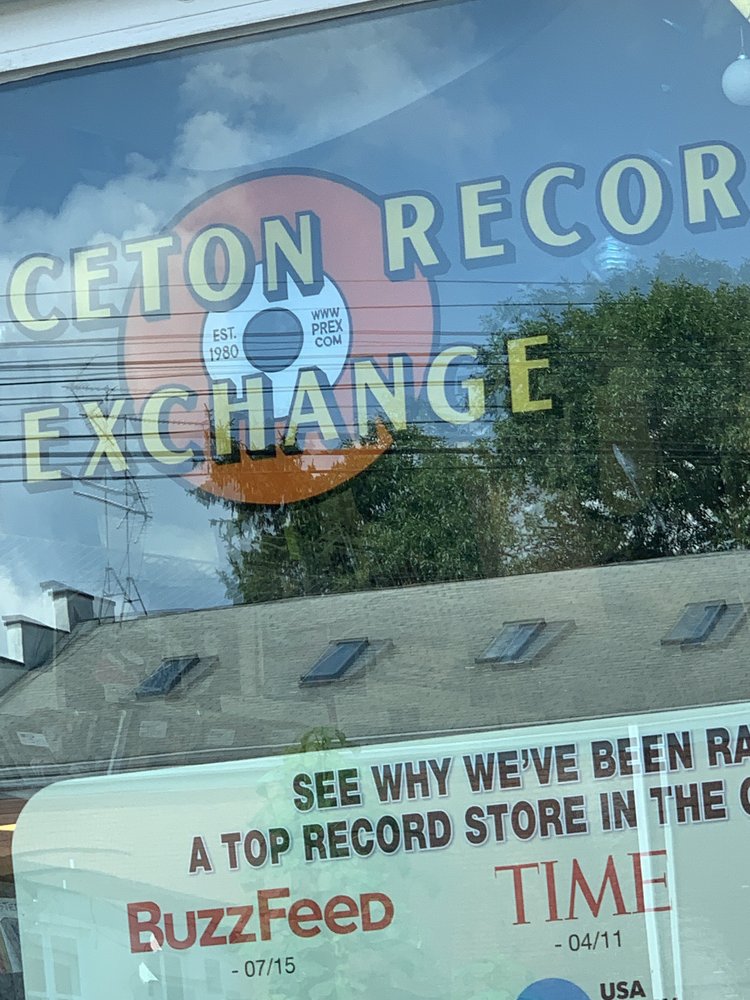 CETON RECOR
EST.
1980
WWW
PREX
COM
EXCHANGE
SEE WHY WE'VE BEEN RA
A TOP RECORD STORE IN THE C
BUZZFEED
TIME
- 07/15
- 04/11
USA